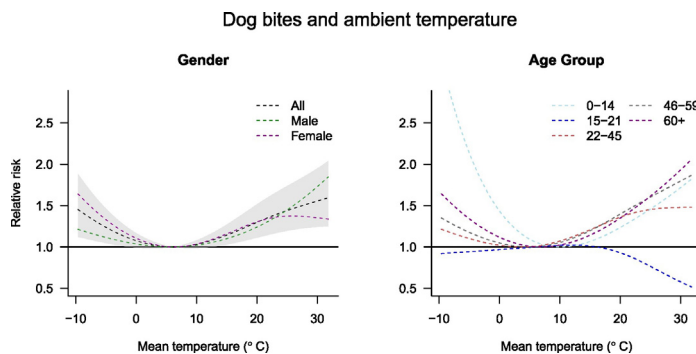 Dog bites and ambient temperature
Gender
Relative risk
2.5
2.0
1.5
1.0
0.5
All
Male
Female
−10 0 10 20 30
Mean temperature (° C)
Age Group
2.5
2.0
1.5
1.0
0.5
0−14 46−59
15−21 60+
22−45
−10 0 10 20 30
Mean temperature (° C)